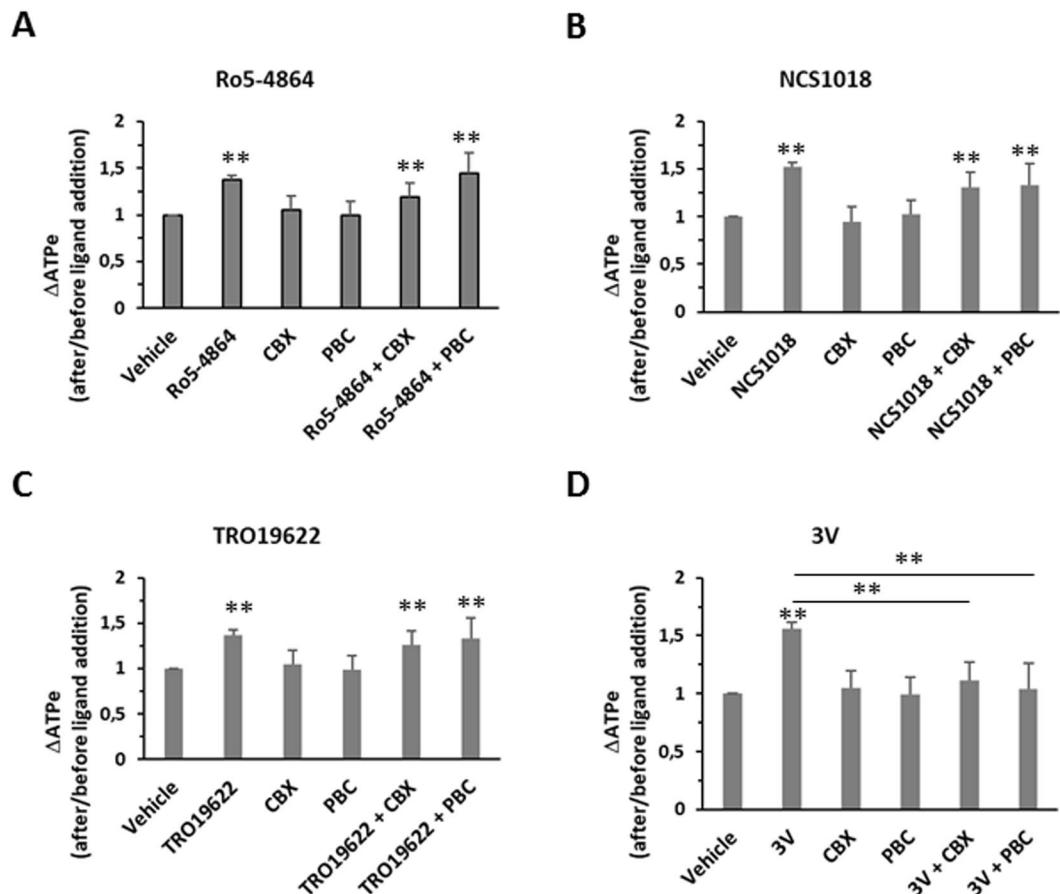 A
Ro5-4864
ΔATPe
(after/before ligand addition)
2
1,5
1
0,5
0
**
**
**
Vehicle
Ro5-4864
CBX
PBC
Ro5-4864 + CBX
Ro5-4864 + PBC
B
NCS1018
ΔATPe
(after/before ligand addition)
2
1,5
1
0,5
0
**
**
**
Vehicle
NCS1018
CBX
PBC
NCS1018 + CBX
NCS1018 + PBC
C
TRO19622
ΔATPe
(after/before ligand addition)
2
1,5
1
0,5
0
**
**
**
Vehicle
TRO19622
CBX
PBC
TRO19622 + CBX
TRO19622 + PBC
D
3V
ΔATPe
(after/before ligand addition)
2
1,5
1
0,5
0
**
**
**
Vehicle
3V
CBX
PBC
3V + CBX
3V + PBC